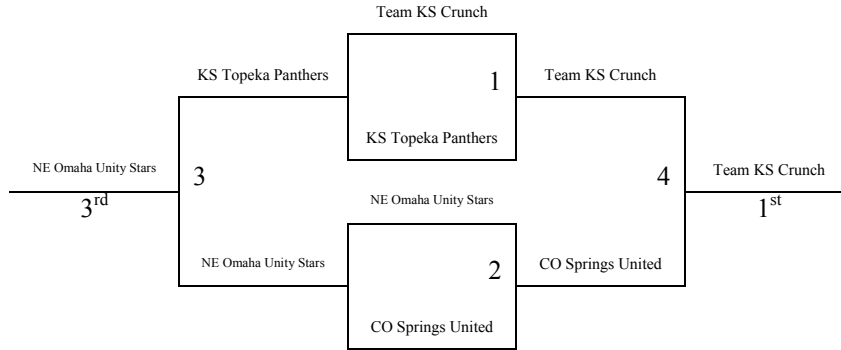 Team KS Crunch
KS Topeka Panthers
1
Team KS Crunch
KS Topeka Panthers
NE Omaha Unity Stars
3rd
3
4
Team KS Crunch
1st
NE Omaha Unity Stars
NE Omaha Unity Stars
2
CO Springs United
CO Springs United